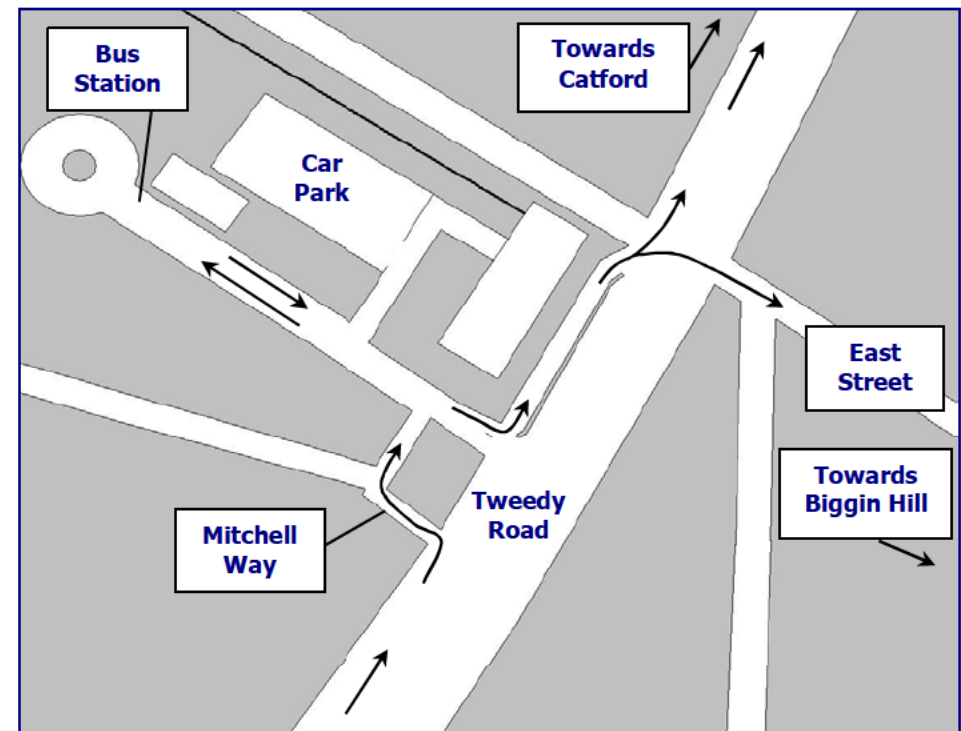 Bus
Station
Towards
Catford
Car
Park
East
Street
Towards
Biggin Hill
Tweedy
Road
Mitchell
Way